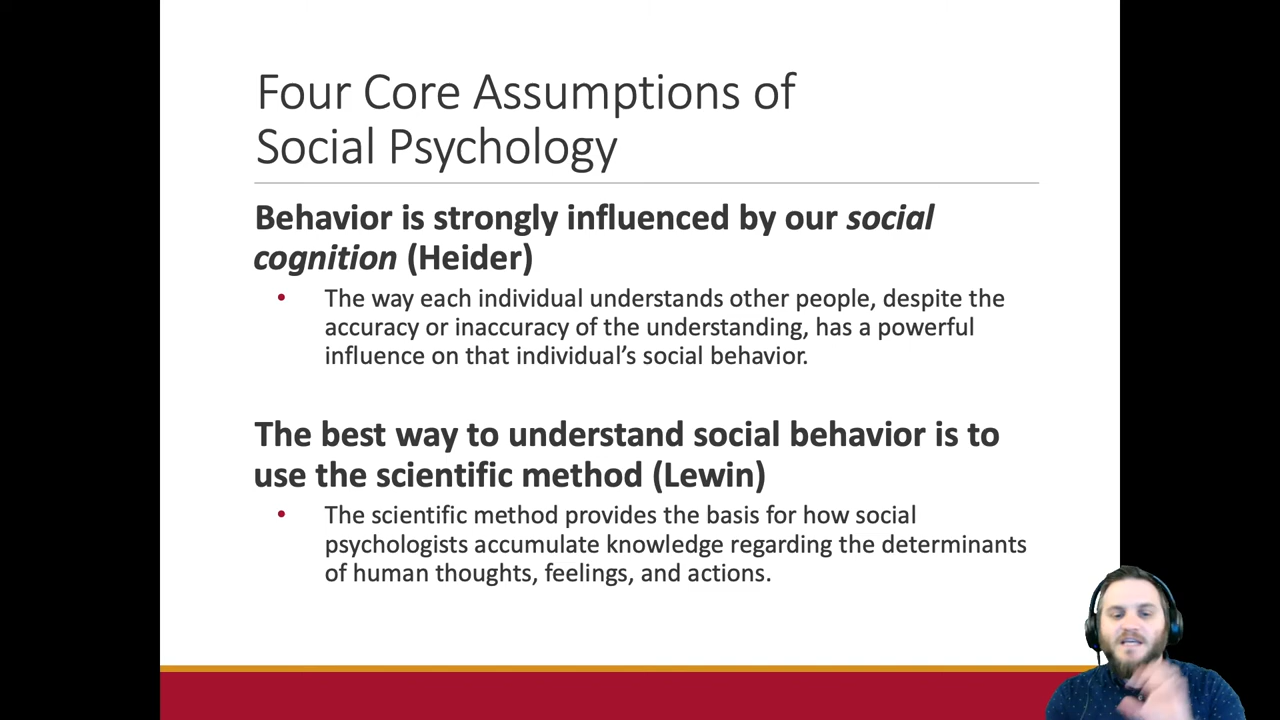 Four Core Assumptions of
Social Psychology
Behavior is strongly influenced by our social
cognition (Heider)
• The way each individual understands other people, despite the
accuracy or inaccuracy of the understanding, has a powerful
influence on that individual’s social behavior.
The best way to understand social behavior is to
use the scientific method (Lewin)
• The scientific method provides the basis for how social
psychologists accumulate knowledge regarding the determinants
of human thoughts, feelings, and actions.